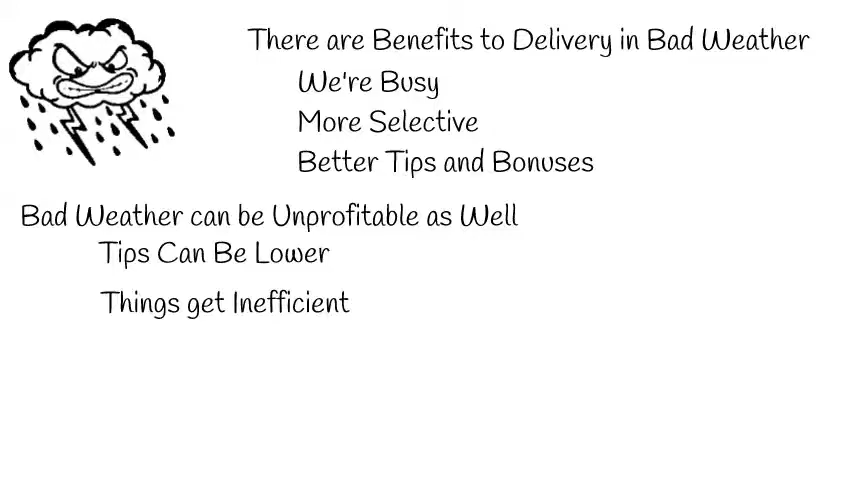 There are Benefits to Delivery in Bad Weather
We're Busy
More Selective
Better Tips and Bonuses
Bad Weather can be Unprofitable as Well
Tips Can Be Lower
Things get Inefficient